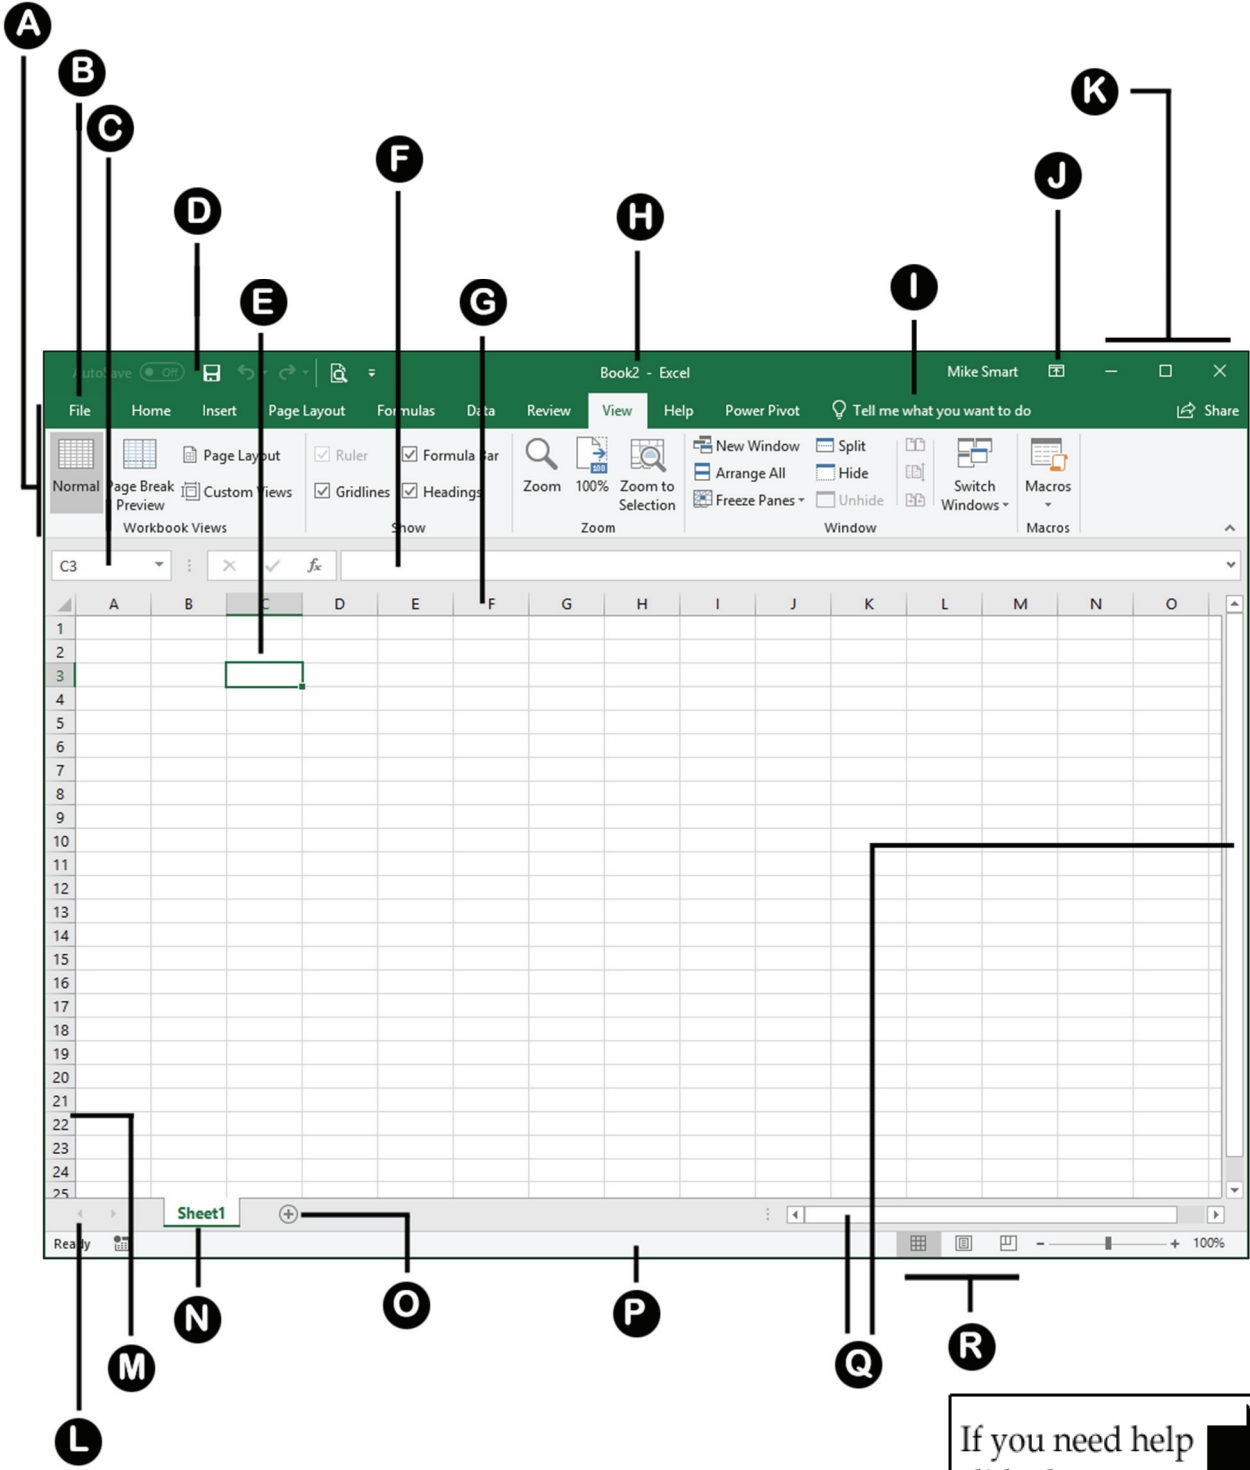 A
B
K
C
F
J
D
H
I
E
G
AutoSave Off Book2 - Excel Mike Smart
File Home Insert Page Layout Formulas Data Review View Help Power Pivot Tell me what you want to do Share
Normal Page Break Preview Page Layout Custom Views
Ruler Formula Bar
Gridlines Headings
Zoom 100% Zoom to Selection
100
New Window Split
Arrange All Hide
Freeze Panes Unhide
Switch Windows Macros
Workbook Views Show Zoom Window Macros
C3 fx
A B C D E F G H I J K L M N O
1
2
3
4
5
6
7
8
9
10
11
12
13
14
15
16
17
18
19
20
21
22
23
24
25
Sheet1
Ready 100%
O
P
N
R
Q
M
L
If you need help